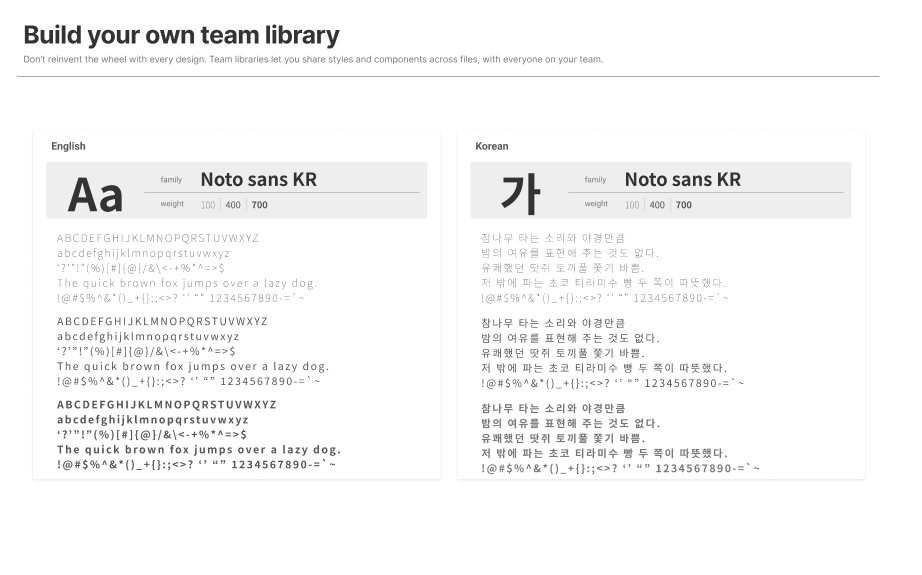 Build your own team library
Don't reinvent the wheel with every design. Team libraries let you share styles and components across files, with everyone on your team.
English
Aa
family Noto sans KR
weight 100 400 700
ABCDEFGHIJKLMNOPQRSTUVWXYZ
abcdefghijklmnopqrstuvwxyz
‘?’“!”(%)[#]{@}/&\<-+%*^=>$
The quick brown fox jumps over a lazy dog.
!@#$%^&*()_+{}:;<>? ‘’ “” 1234567890-=`~
ABCDEFGHIJKLMNOPQRSTUVWXYZ
abcdefghijklmnopqrstuvwxyz
‘?’“!”(%)[#]{@}/&\<-+%*^=>$
The quick brown fox jumps over a lazy dog.
!@#$%^&*()_+{}:;<>? ‘’ “” 1234567890-=`~
ABCDEFGHIJKLMNOPQRSTUVWXYZ
abcdefghijklmnopqrstuvwxyz
‘?’“!”(%)[#]{@}/&\<-+%*^=>$
The quick brown fox jumps over a lazy dog.
!@#$%^&*()_+{}:;<>? ‘’ “” 1234567890-=`~
Korean
가
family Noto sans KR
weight 100 400 700
참나무 타는 소리와 야경만큼
밤의 여유를 표현해 주는 것도 없다.
유쾌했던 땃쥐 토끼풀 쫓기 바쁨.
저 밖에 파는 초코 티라미수 빵 두 쪽이 따뜻했다.
!@#$%^&*()_+{}:;<>? ‘’ “” 1234567890-=`~
참나무 타는 소리와 야경만큼
밤의 여유를 표현해 주는 것도 없다.
유쾌했던 땃쥐 토끼풀 쫓기 바쁨.
저 밖에 파는 초코 티라미수 빵 두 쪽이 따뜻했다.
!@#$%^&*()_+{}:;<>? ‘’ “” 1234567890-=`~
참나무 타는 소리와 야경만큼
밤의 여유를 표현해 주는 것도 없다.
유쾌했던 땃쥐 토끼풀 쫓기 바쁨.
저 밖에 파는 초코 티라미수 빵 두 쪽이 따뜻했다.
!@#$%^&*()_+{}:;<>? ‘’ “” 1234567890-=`~